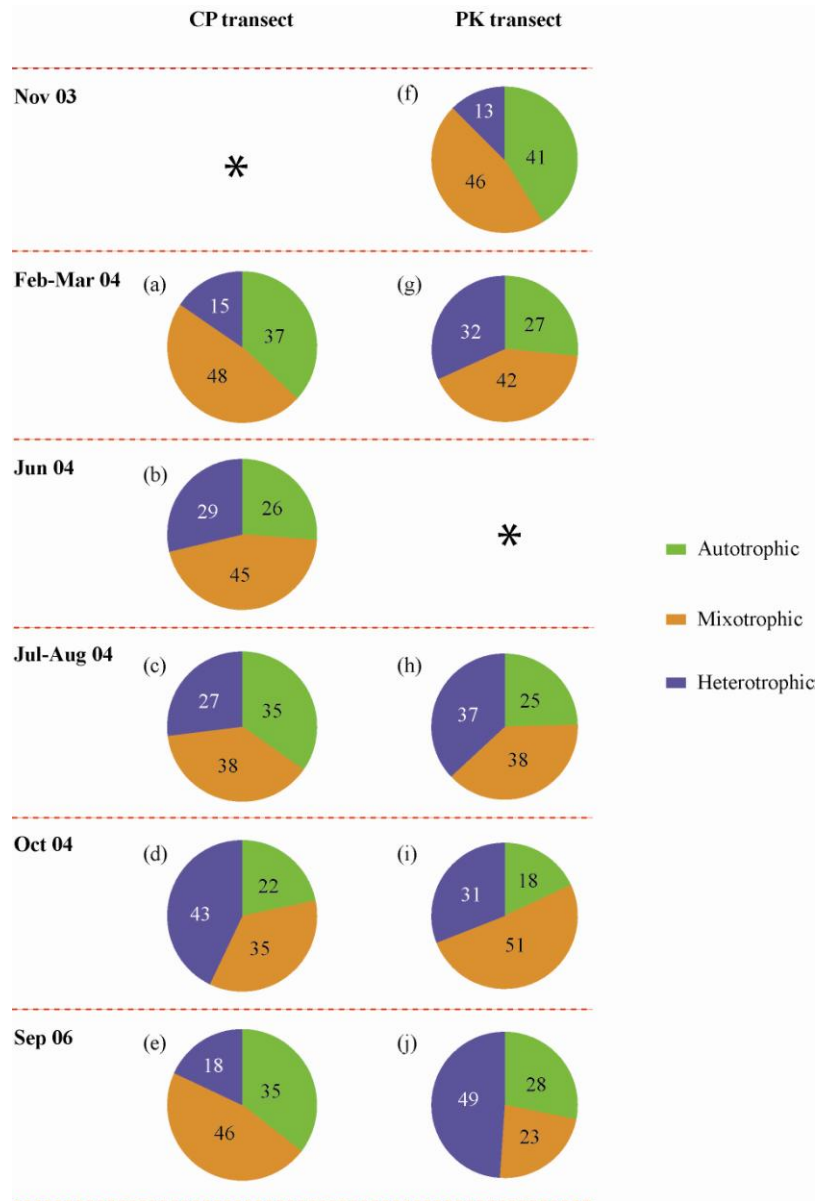 CP transect PK transect
Nov 03
*
(f)
13
41
46
Feb-Mar 04
(a)
15
37
48
(g)
32
27
42
Jun 04
(b)
29
26
45
*
Autotrophic
Mixotrophic
Heterotrophic
Jul-Aug 04
(c)
27
35
38
(h)
37
25
38
Oct 04
(d)
43
22
35
(i)
31
18
51
Sep 06
(e)
18
35
46
(j)
49
28
23